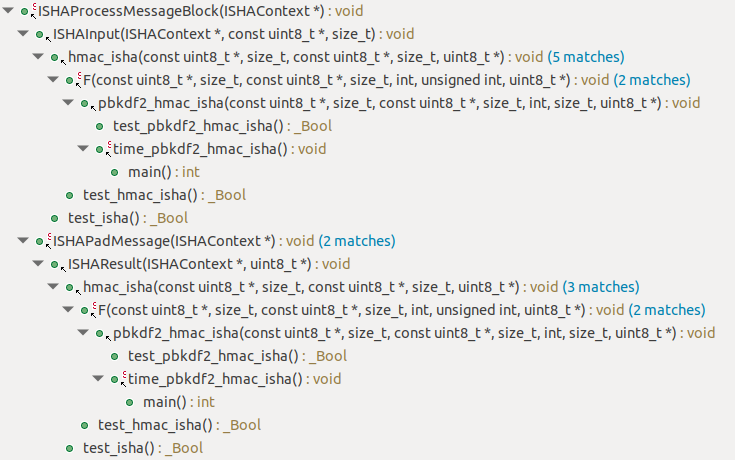 ISHAProcessMessageBlock(ISHAContext *) : void
ISHAInput(ISHAContext *, const uint8_t *, size_t) : void
hmac_isha(const uint8_t *, size_t, const uint8_t *, size_t, uint8_t *) : void (5 matches)
F(const uint8_t *, size_t, const uint8_t *, size_t, int, unsigned int, uint8_t *) : void (2 matches)
pbkdf2_hmac_isha(const uint8_t *, size_t, const uint8_t *, size_t, int, size_t, uint8_t *) : void
test_pbkdf2_hmac_isha() : _Bool
time_pbkdf2_hmac_isha() : void
main() : int
test_hmac_isha() : _Bool
test_isha() : _Bool
ISHAPadMessage(ISHAContext *) : void (2 matches)
ISHAResult(ISHAContext *, uint8_t *) : void
hmac_isha(const uint8_t *, size_t, const uint8_t *, size_t, uint8_t *) : void (3 matches)
F(const uint8_t *, size_t, const uint8_t *, size_t, int, unsigned int, uint8_t *) : void (2 matches)
pbkdf2_hmac_isha(const uint8_t *, size_t, const uint8_t *, size_t, int, size_t, uint8_t *) : void
test_pbkdf2_hmac_isha() : _Bool
time_pbkdf2_hmac_isha() : void
main() : int
test_hmac_isha() : _Bool
test_isha() : _Bool